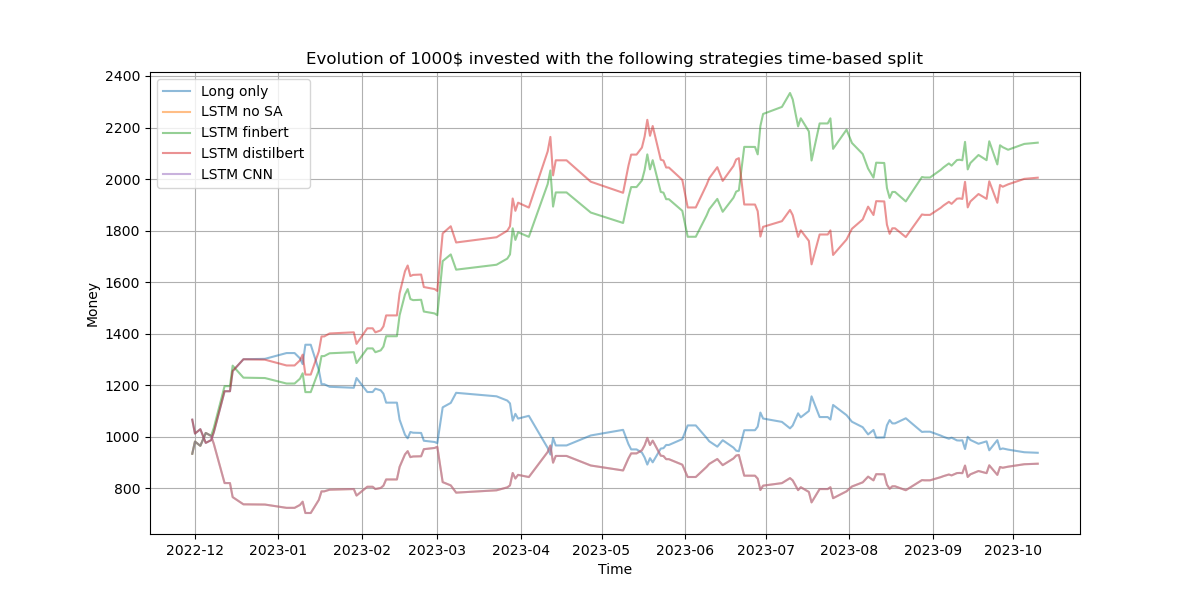 Evolution of 1000$ invested with the following strategies time-based split
2400
2200
2000
1800
1600
1400
1200
1000
800
Money
Long only
LSTM no SA
LSTM finbert
LSTM distilbert
LSTM CNN
2022-12 2023-01 2023-02 2023-03 2023-04 2023-05 2023-06 2023-07 2023-08 2023-09 2023-10
Time